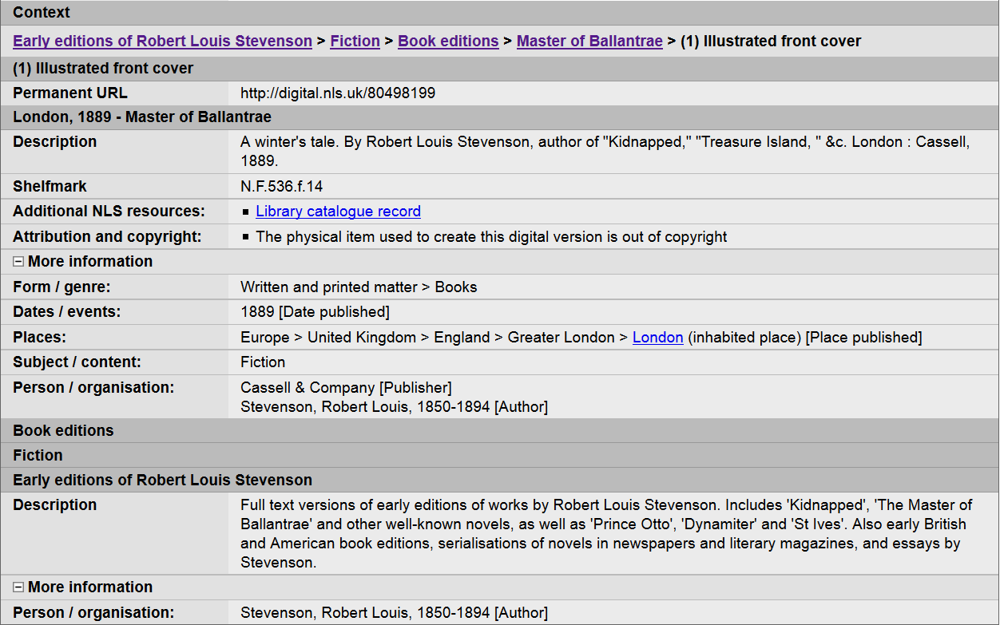 Context
Early editions of Robert Louis Stevenson > Fiction > Book editions > Master of Ballantrae > (1) Illustrated front cover
(1) Illustrated front cover
Permanent URL http://digital.nls.uk/80498199
London, 1889 - Master of Ballantrae
Description A winter's tale. By Robert Louis Stevenson, author of "Kidnapped," "Treasure Island, " &c. London : Cassell,
1889.
Shelfmark N.F.536.f.14
Additional NLS resources: ▪ Library catalogue record
Attribution and copyright: ▪ The physical item used to create this digital version is out of copyright
More information
Form / genre: Written and printed matter > Books
Dates / events: 1889 [Date published]
Places: Europe > United Kingdom > England > Greater London > London (inhabited place) [Place published]
Subject / content: Fiction
Person / organisation: Cassell & Company [Publisher]
Stevenson, Robert Louis, 1850-1894 [Author]
Book editions
Fiction
Early editions of Robert Louis Stevenson
Description Full text versions of early editions of works by Robert Louis Stevenson. Includes 'Kidnapped', 'The Master of
Ballantrae' and other well-known novels, as well as 'Prince Otto', 'Dynamiter' and 'St Ives'. Also early British
and American book editions, serialisations of novels in newspapers and literary magazines, and essays by
Stevenson.
More information
Person / organisation: Stevenson, Robert Louis, 1850-1894 [Author]